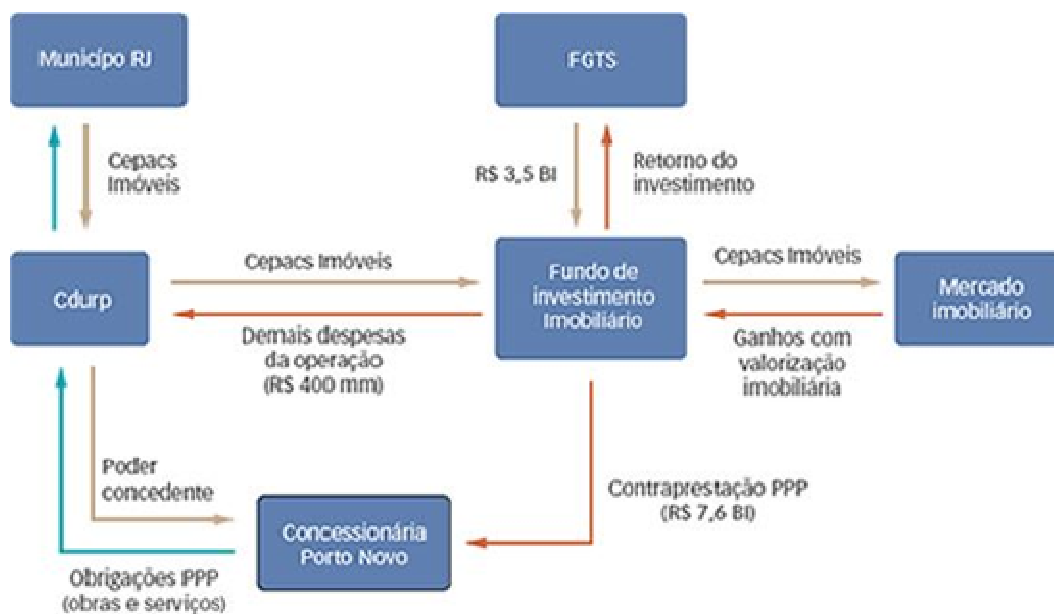 Municípo RJ
FGTS
Cepacs
Imóveis
R$ 3,5 BI
Retorno do
investimento
Cdurp
Cepacs Imóveis
Demais despesas
da operação
(R$ 400 mm)
Fundo de
investimento
Imobiliário
Cepacs Imóveis
Ganhos com
valorização
imobiliária
Mercado
imobiliário
Poder
concedente
Contraprestação PPP
(R$ 7,6 BI)
Concessionária
Porto Novo
Obrigações PPP
(obras e serviços)